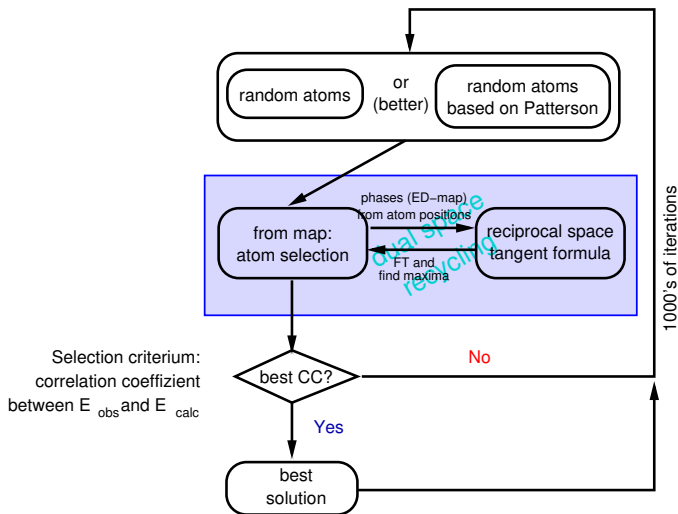 random atoms
or
(better)
random atoms
based on Patterson
phases (ED−map)
from atom positions
dual space
recycling
from map:
atom selection
reciprocal space
tangent formula
FT and
find maxima
1000's of iterations
Selection criterium:
correlation coeffizient
between E obs and E calc
best CC?
No
Yes
best
solution